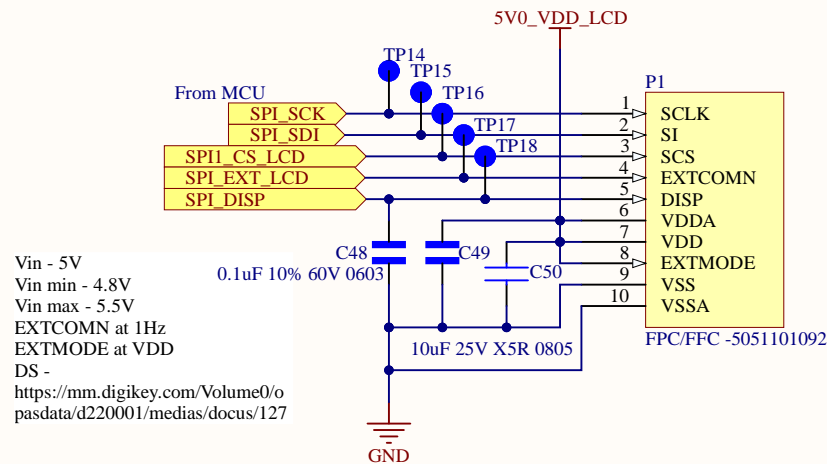 5V0_VDD_LCD
TP14
TP15
TP16
TP17
TP18
From MCU
SPI_SCK
SPI_SDI
SPI1_CS_LCD
SPI_EXT_LCD
SPI_DISP
P1
1 SCLK
2 SI
3 SCS
4 EXTCOMN
5 DISP
6 VDDA
7 VDD
8 EXTMODE
9 VSS
10 VSSA
FPC/FFC -5051101092
C48
C49
C50
0.1uF 10% 60V 0603
10uF 25V X5R 0805
Vin - 5V
Vin min - 4.8V
Vin max - 5.5V
EXTCOMN at 1Hz
EXTMODE at VDD
DS -
https://mm.digikey.com/Volume0/o
pasdata/d220001/medias/docus/127
GND